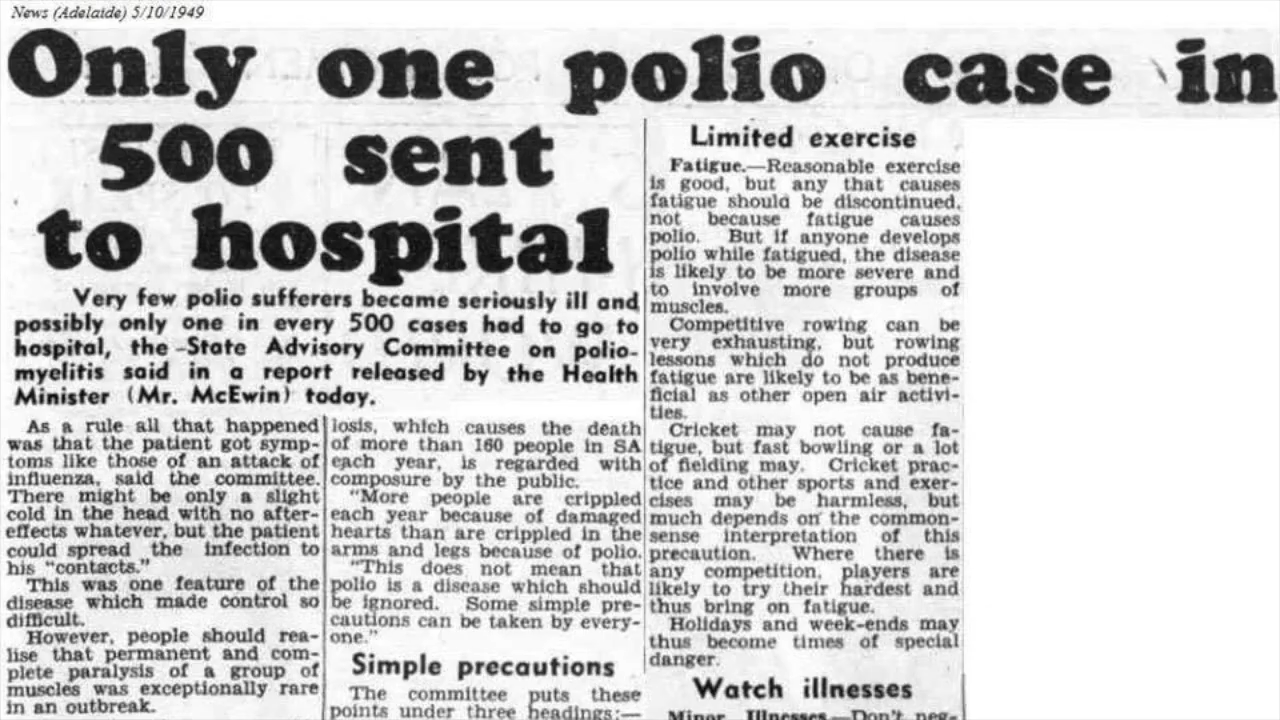 News (Adelaide) 5/10/1949
Only one polio case in
500 sent
to hospital
Very few polio sufferers became seriously ill and
possibly only one in every 500 cases had to go to
hospital, the State Advisory Committee on polio-
myelitis said in a report released by the Health
Minister (Mr. McEwin) today.
As a rule all that happened
was that the patient got symp-
toms like those of an attack of
influenza, said the committee.
There might be only a slight
cold in the head with no after-
effects whatever, but the patient
could spread the infection to
his "contacts."
This was one feature of the
disease which made control so
difficult.
However, people should rea-
lise that permanent and com-
plete paralysis of a group of
muscles was exceptionally rare
in an outbreak.
losis, which causes the death
of more than 160 people in SA
each year, is regarded with
composure by the public.
"More people are crippled
each year because of damaged
hearts than are crippled in the
arms and legs because of polio.
"This does not mean that
polio is a disease which should
be ignored. Some simple pre-
cautions can be taken by every-
one."
Simple precautions
The committee puts these
points under three headings:—
Limited exercise
Fatigue.—Reasonable exercise
is good, but any that causes
fatigue should be discontinued,
not because fatigue causes
polio. But if anyone develops
polio while fatigued, the disease
is likely to be more severe and
to involve more groups of
muscles.
Competitive rowing can be
very exhausting, but rowing
lessons which do not produce
fatigue are likely to be as bene-
ficial as other open air activi-
ties.
Cricket may not cause fa-
tigue, but fast bowling or a lot
of fielding may. Cricket prac-
tice and other sports and exer-
cises may be harmless, but
much depends on the common-
sense interpretation of this
precaution. Where there is
any competition, players are
likely to try their hardest and
thus bring on fatigue.
Holidays and week-ends may
thus become times of special
danger.
Watch illnesses
Minor Illnesses.—Don't neg-